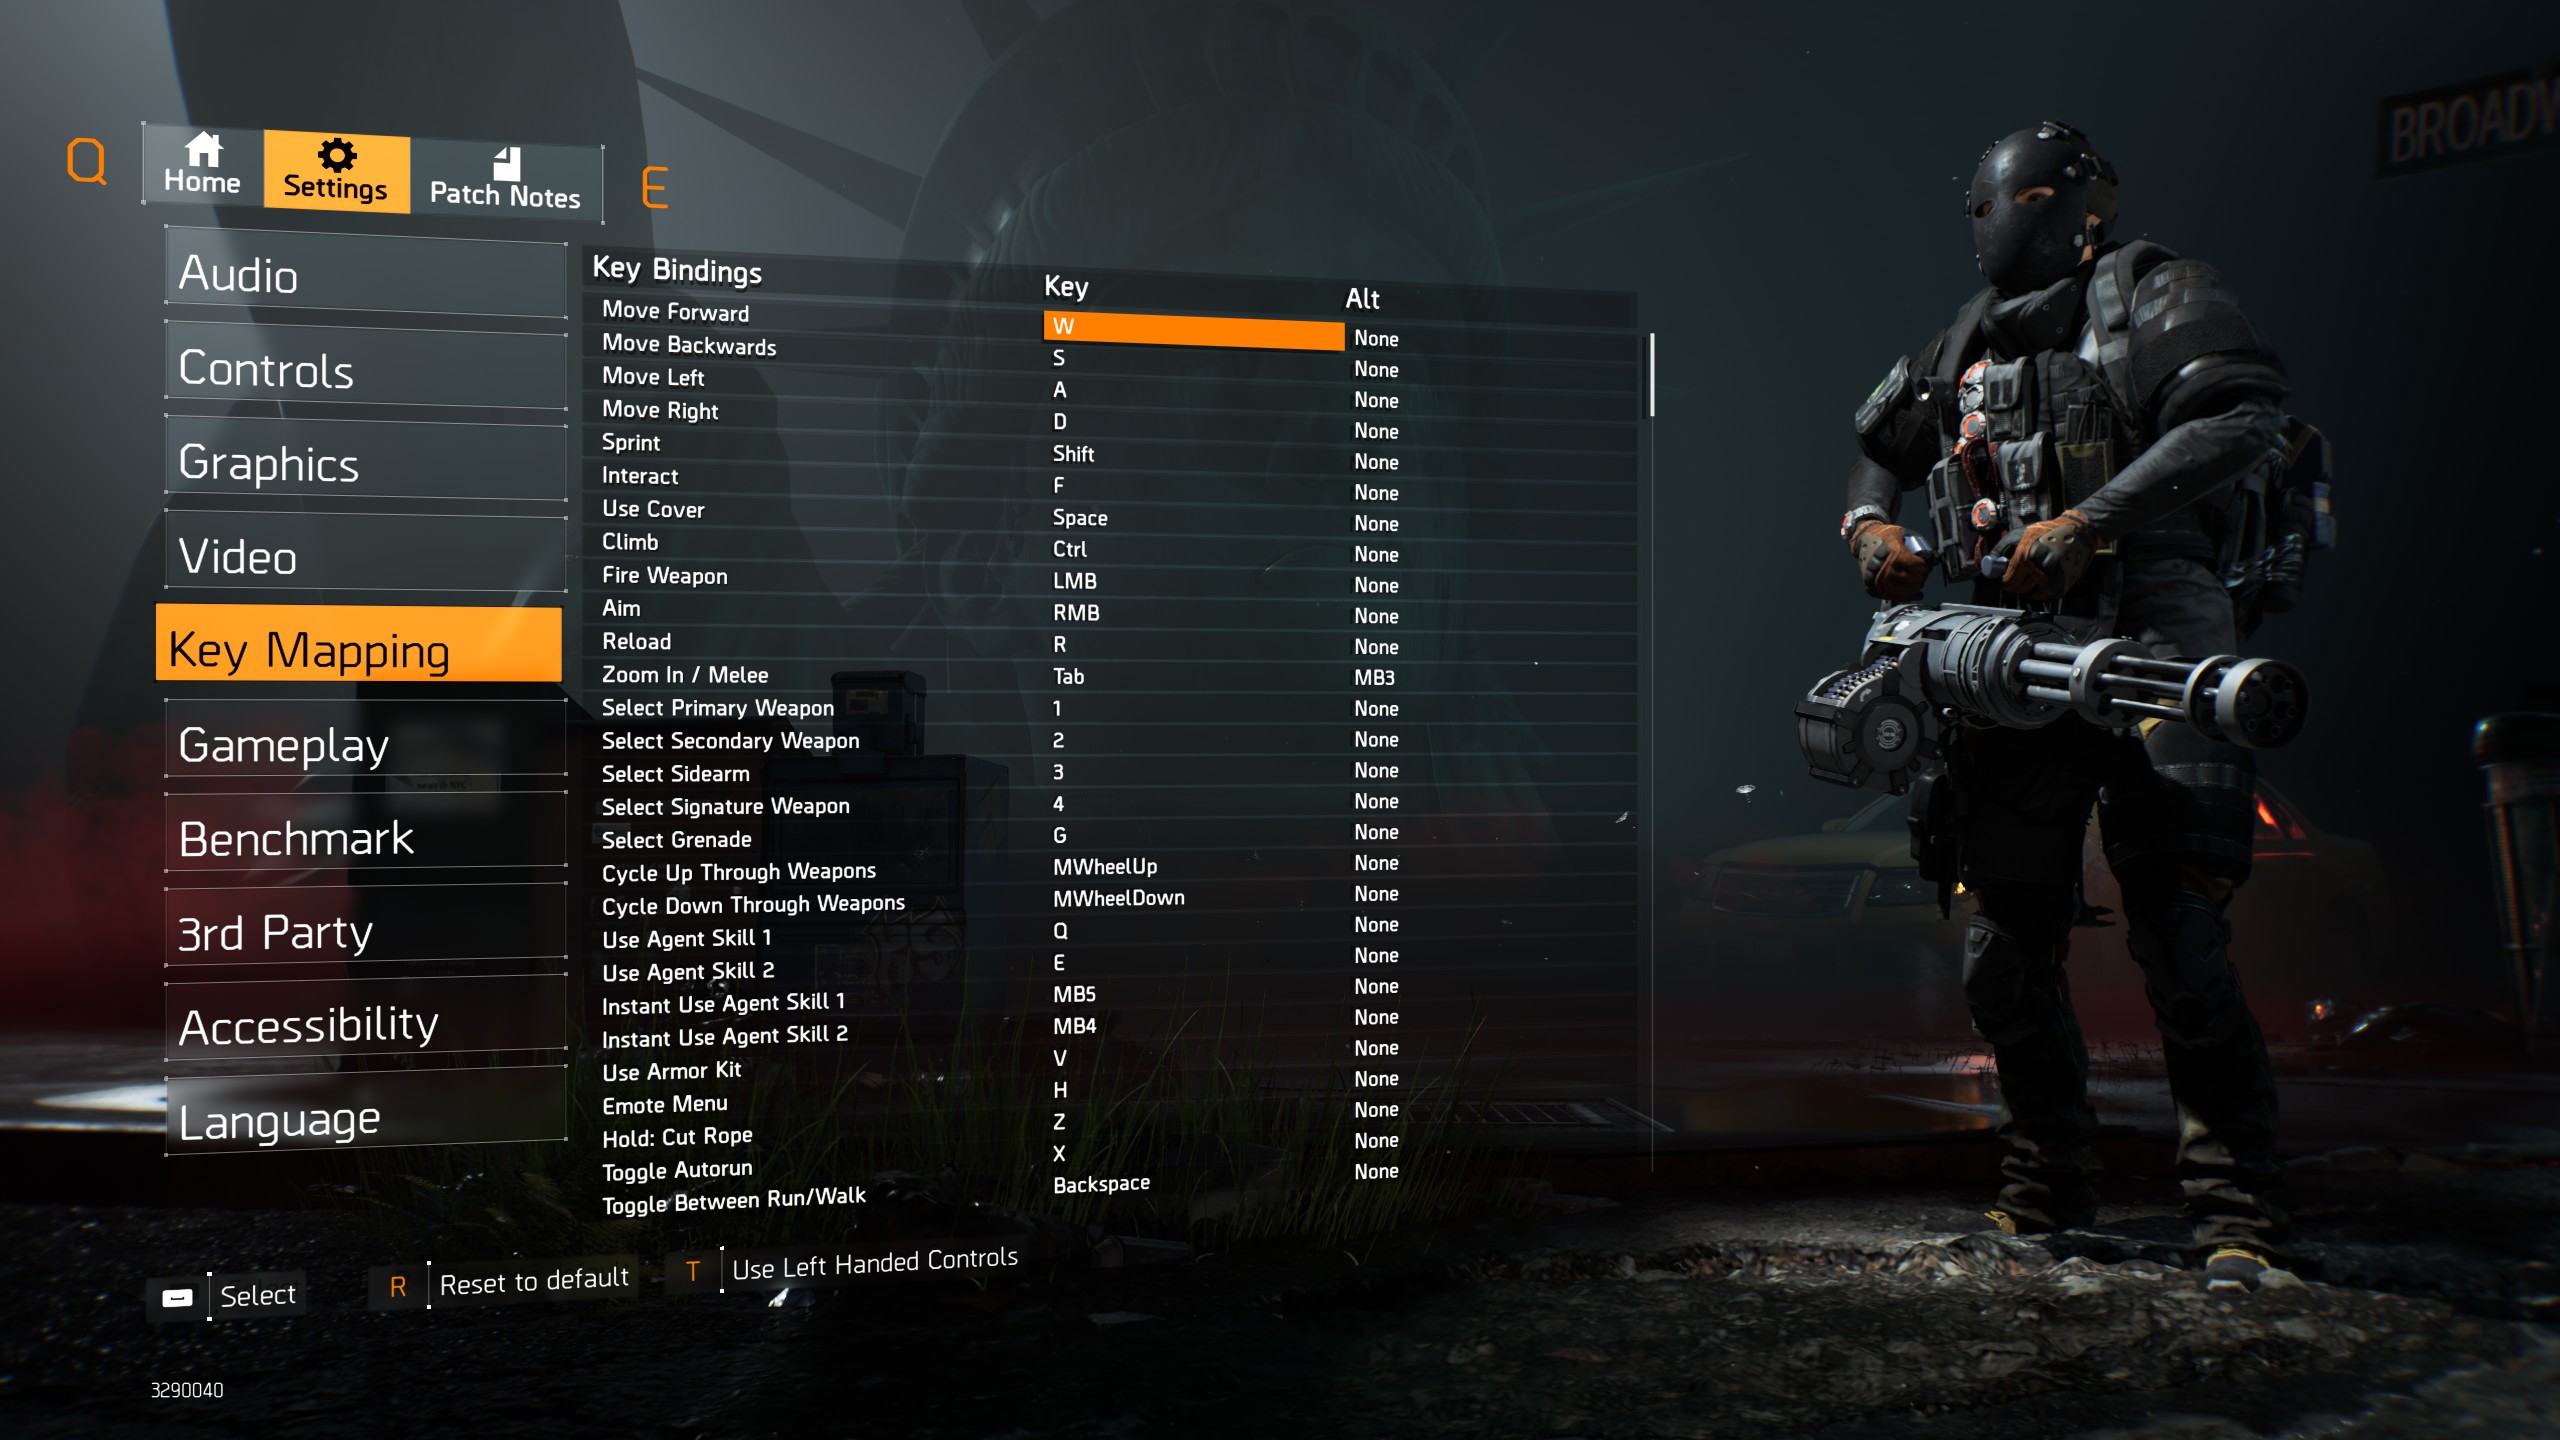 Q Home Settings Patch Notes E
BROADW
Audio
Controls
Graphics
Video
Key Mapping
Gameplay
Benchmark
3rd Party
Accessibility
Language
Key Bindings Key Alt
Move Forward W None
Move Backwards S None
Move Left A None
Move Right D None
Sprint Shift None
Interact F None
Use Cover Space None
Climb Ctrl None
Fire Weapon LMB None
Aim RMB None
Reload R None
Zoom In / Melee Tab MB3
Select Primary Weapon 1 None
Select Secondary Weapon 2 None
Select Sidearm 3 None
Select Signature Weapon 4 None
Select Grenade G None
Cycle Up Through Weapons MWheelUp None
Cycle Down Through Weapons MWheelDown None
Use Agent Skill 1 Q None
Use Agent Skill 2 E None
Instant Use Agent Skill 1 MB5 None
Instant Use Agent Skill 2 MB4 None
Use Armor Kit V None
Emote Menu H None
Hold: Cut Rope Z None
Toggle Autorun X None
Toggle Between Run/Walk Backspace None
Select R Reset to default T Use Left Handed Controls
3290040